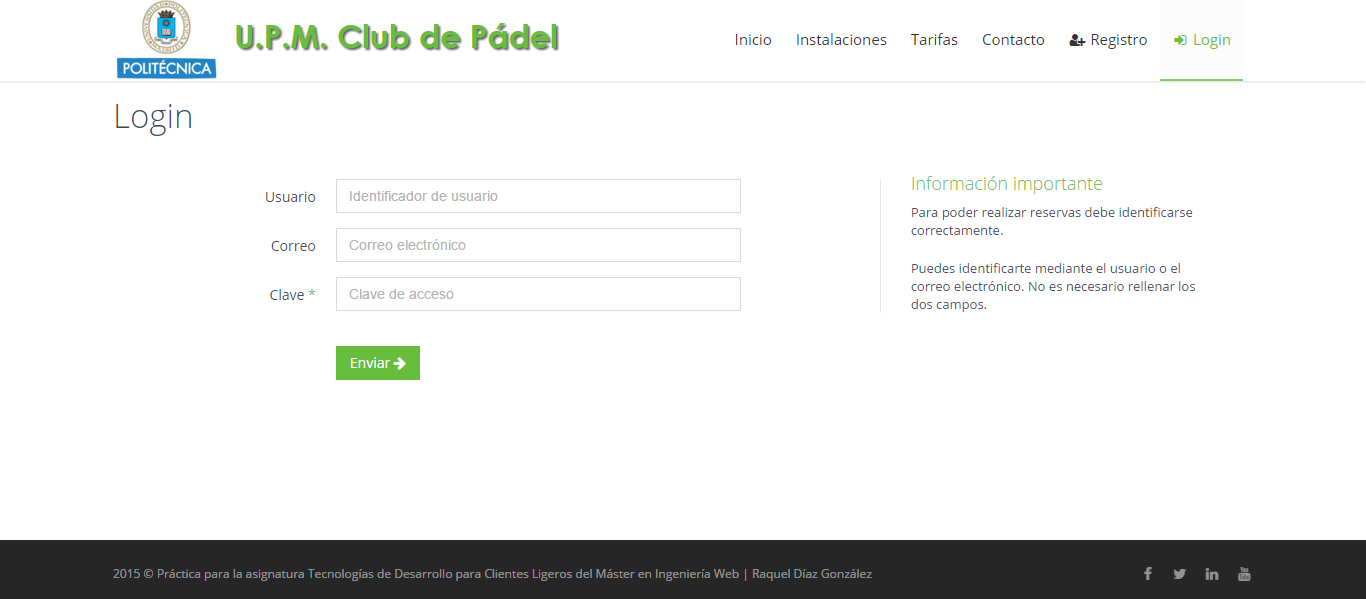 POLITÉCNICA
U.P.M. Club de Pádel
Inicio Instalaciones Tarifas Contacto Registro Login
Login
Usuario Identificador de usuario
Correo Correo electrónico
Clave * Clave de acceso
Enviar
Información importante
Para poder realizar reservas debe identificarse
correctamente.
Puedes identificarte mediante el usuario o el
correo electrónico. No es necesario rellenar los
dos campos.
2015 © Práctica para la asignatura Tecnologías de Desarrollo para Clientes Ligeros del Máster en Ingeniería Web | Raquel Díaz González